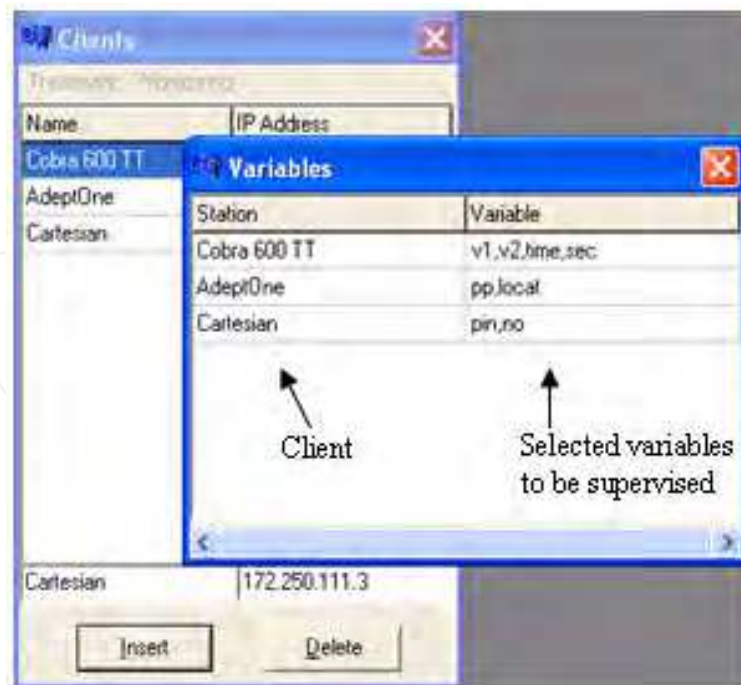 Clients
Name IP Address
Cobra 600 TT
AdeptOne
Cartesian
Variables
Station Variable
Cobra 600 TT v1,v2,time,sec
AdeptOne pp,locat
Cartesian pin,no
Client
Selected variables
to be supervised
Cartesian 172.250.111.3
Insert Delete